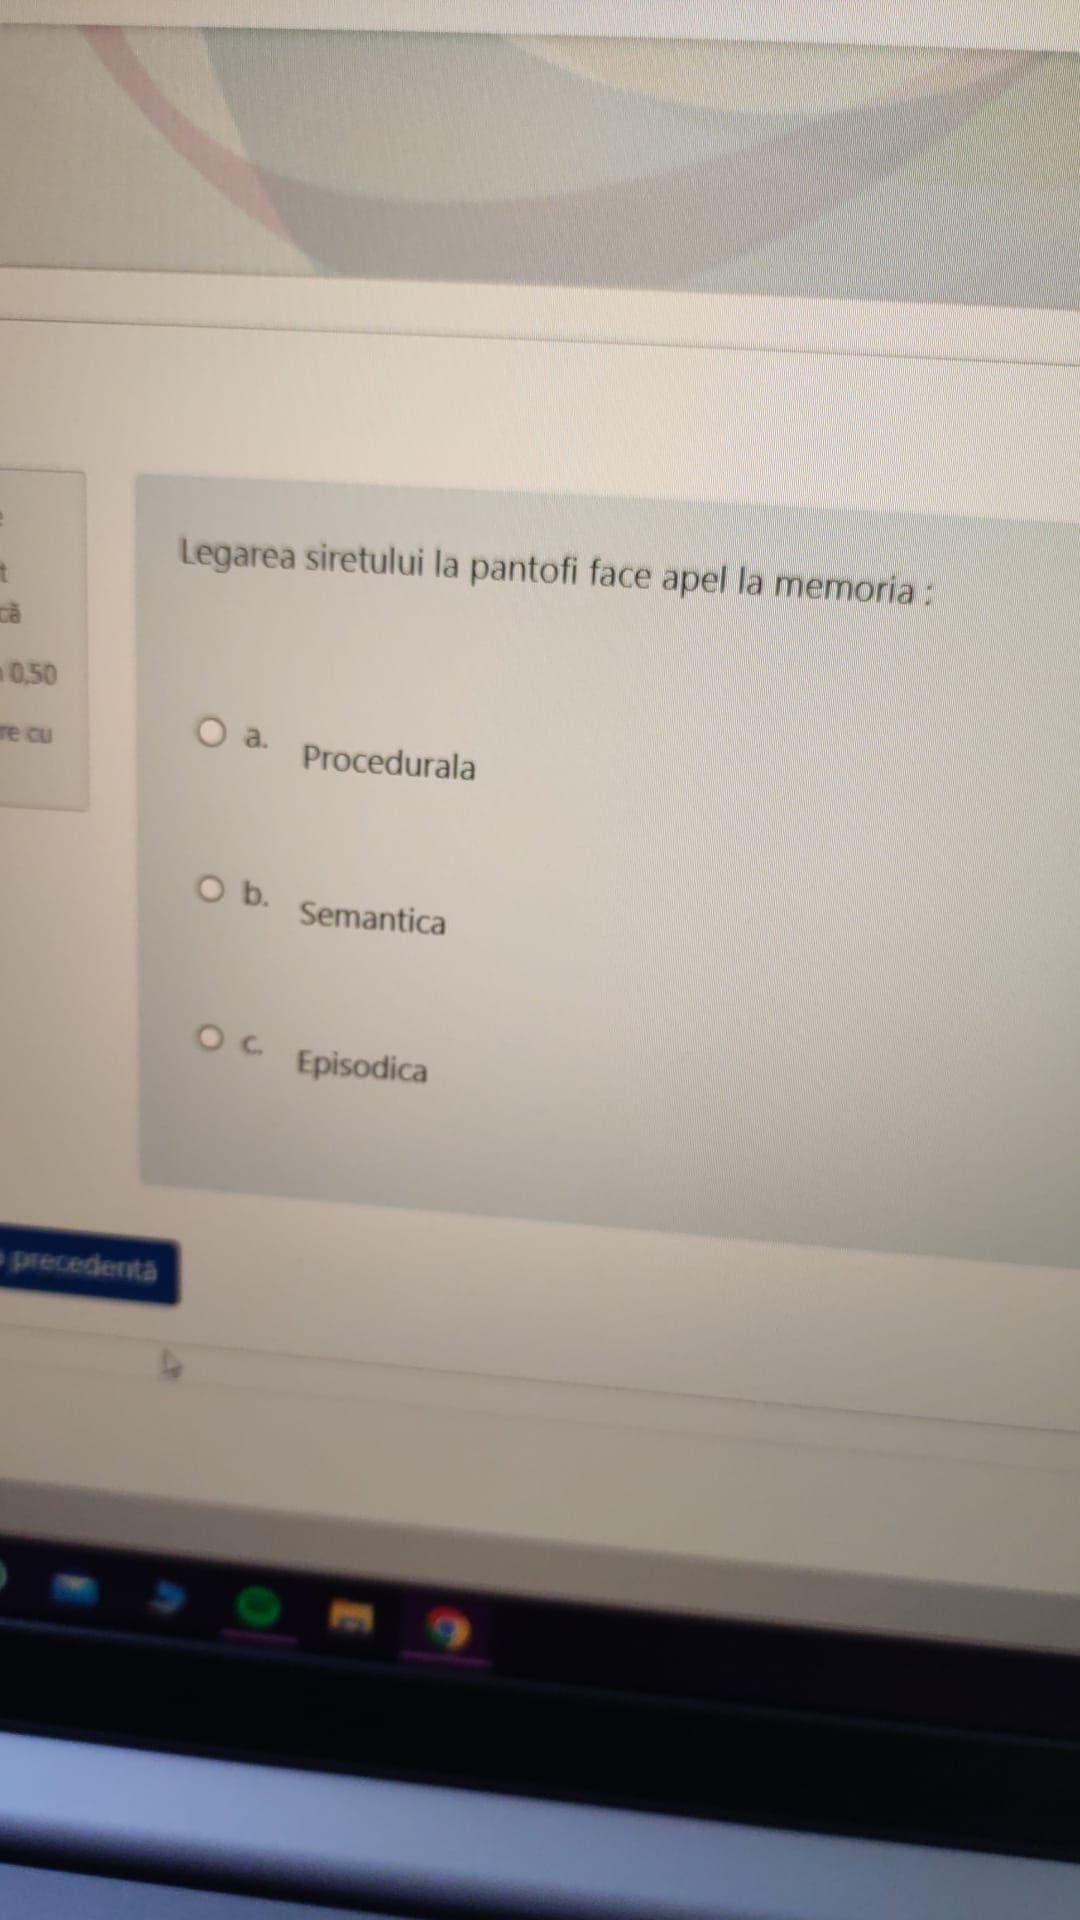 că
0,50
re cu
Legarea siretului la pantofi face apel la memoria :
a. Procedurala
b. Semantica
c. Episodica
precedentă